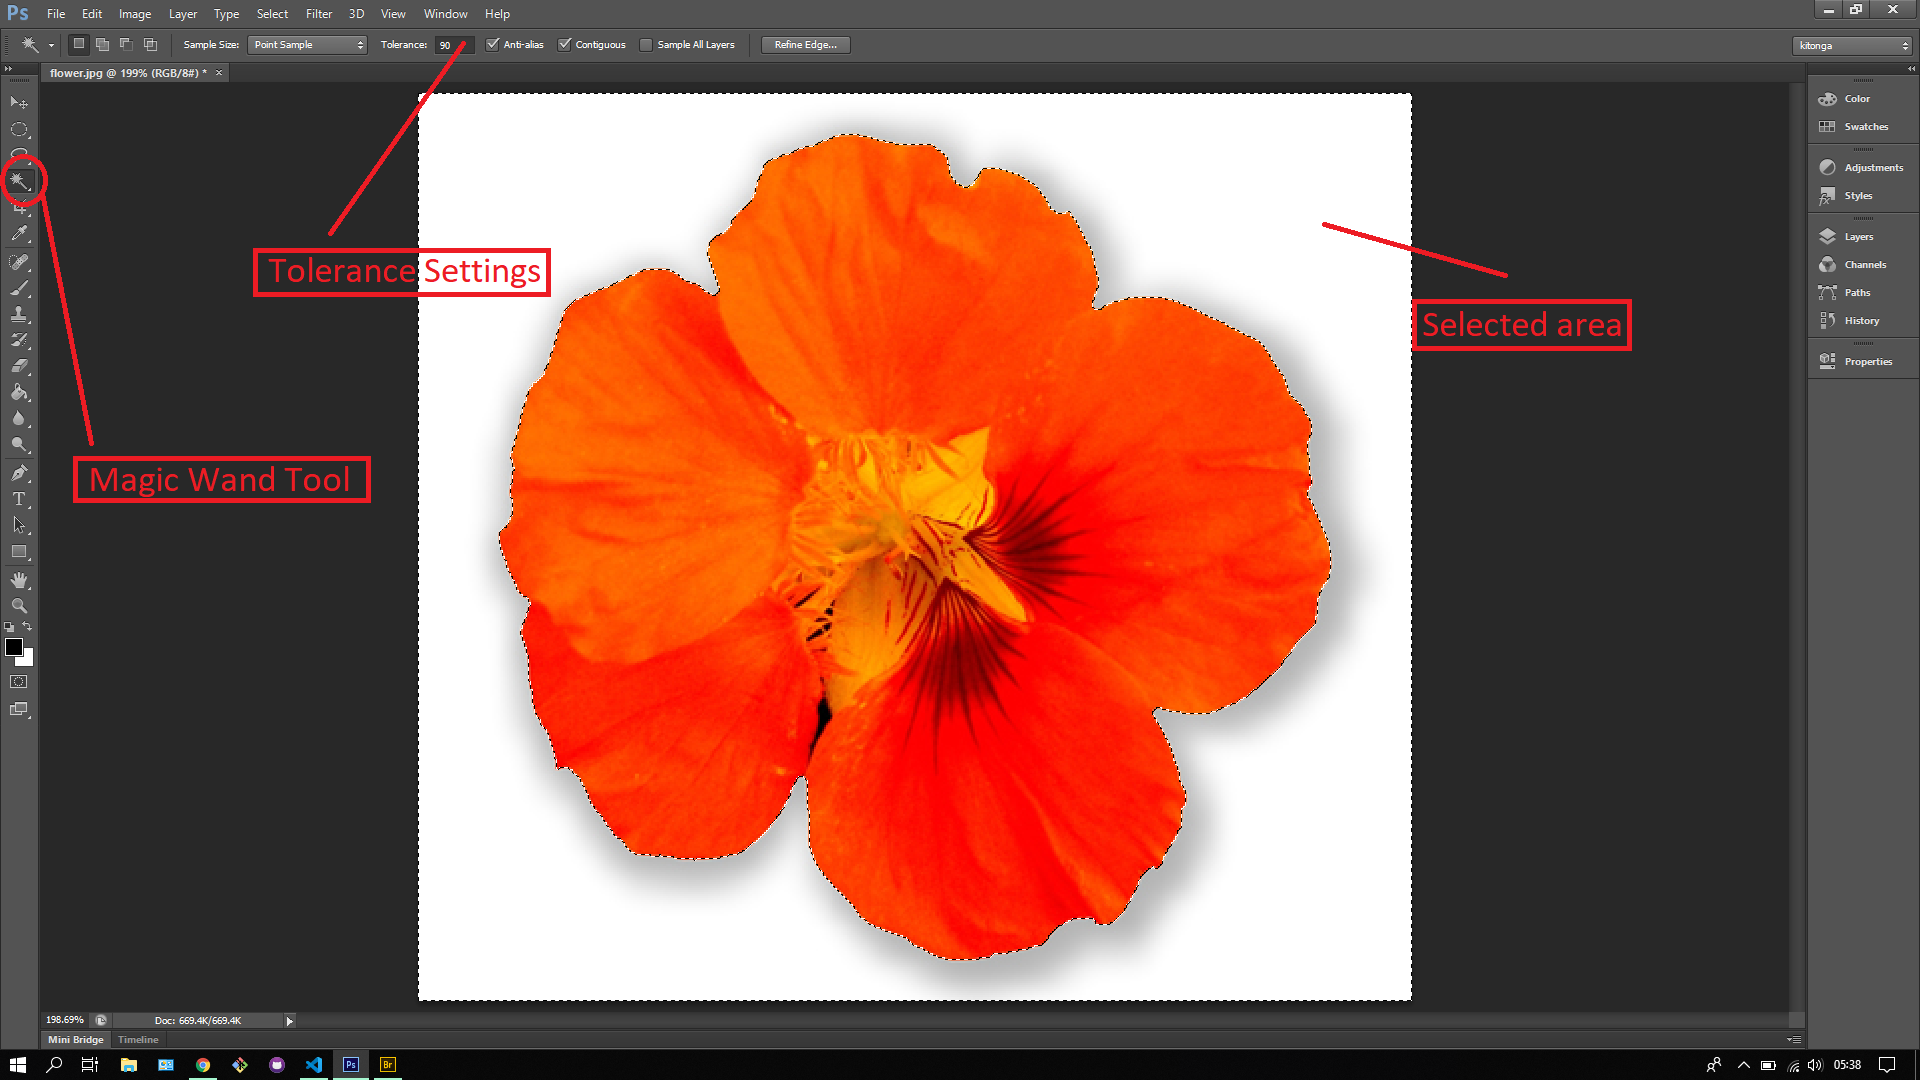 Ps File Edit Image Layer Type Select Filter 3D View Window Help
Sample Size: Point Sample Tolerance: 90 Anti-alias Contiguous Sample All Layers Refine Edge... kitonga
flower.jpg @ 199% (RGB/8#) * ×
Color
Swatches
Adjustments
Styles
Layers
Channels
Paths
History
Properties
Tolerance Settings
Selected area
Magic Wand Tool
T
198.69% Doc: 669.4K/669.4K
Mini Bridge Timeline
Ps Br 05:38